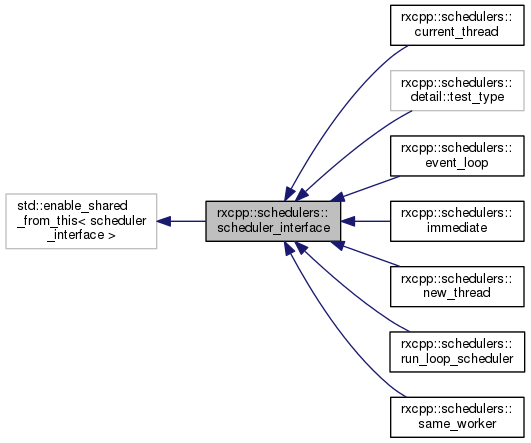 rxcpp::schedulers::
current_thread
rxcpp::schedulers::
detail::test_type
rxcpp::schedulers::
event_loop
std::enable_shared
_from_this< scheduler
_interface >
rxcpp::schedulers::
scheduler_interface
rxcpp::schedulers::
immediate
rxcpp::schedulers::
new_thread
rxcpp::schedulers::
run_loop_scheduler
rxcpp::schedulers::
same_worker